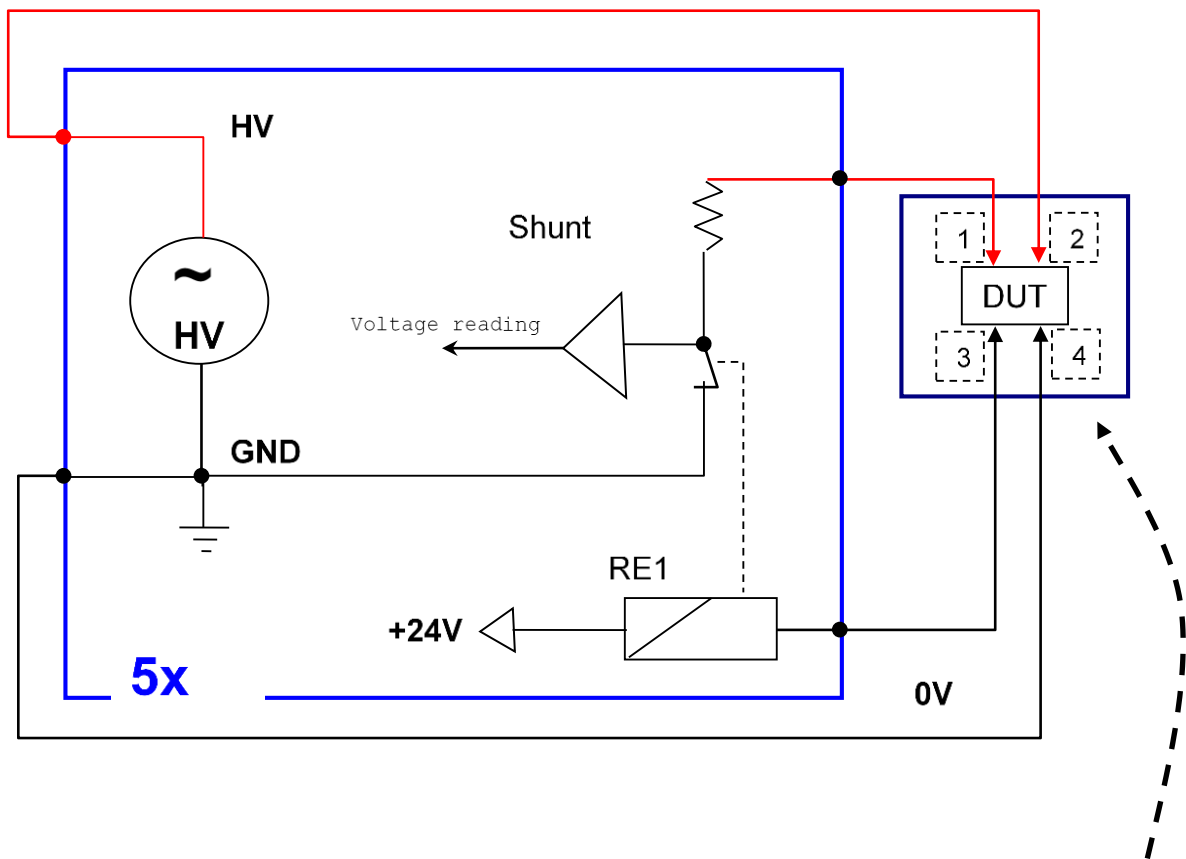 HV
Shunt
1
2
~
HV
Voltage reading
DUT
3
4
GND
RE1
+24V
5x
0V